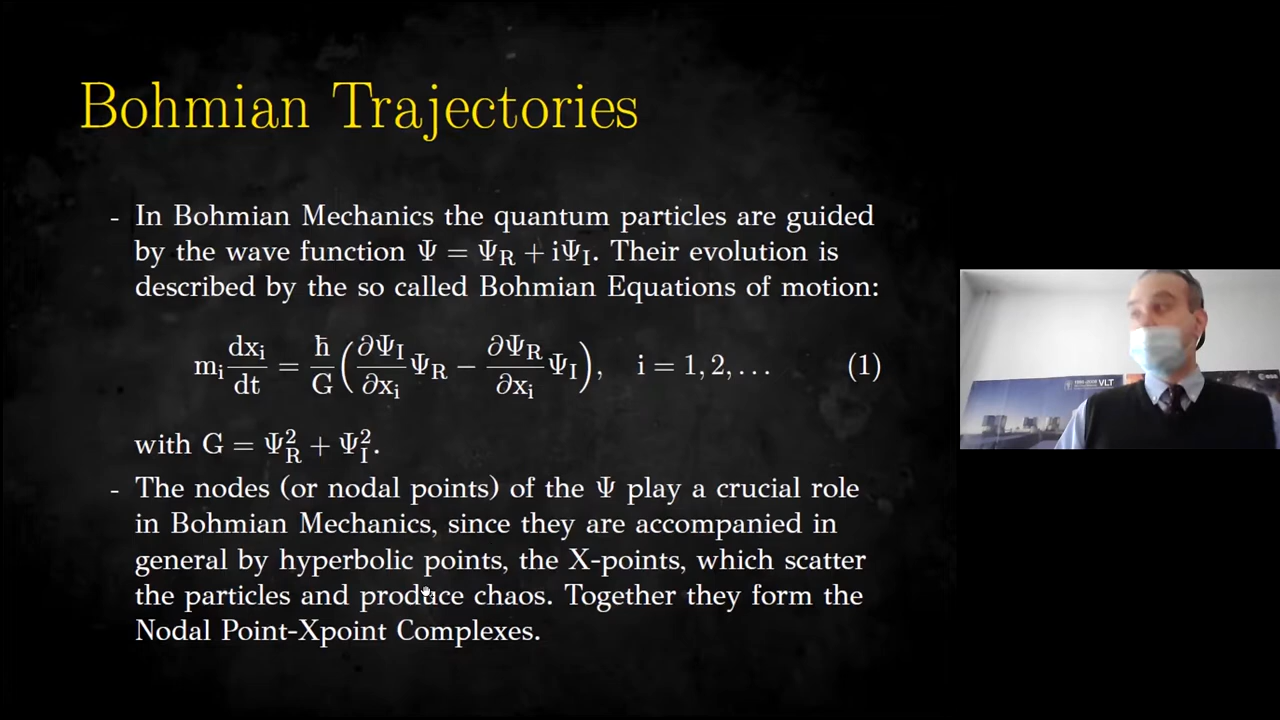 Bohmian Trajectories
- In Bohmian Mechanics the quantum particles are guided
by the wave function Ψ = Ψ_R + iΨ_I. Their evolution is
described by the so called Bohmian Equations of motion:
m_i dx_i/dt = ħ/G (∂Ψ_I/∂x_i Ψ_R − ∂Ψ_R/∂x_i Ψ_I), i = 1, 2, . . . (1)
with G = Ψ_R^2 + Ψ_I^2.
- The nodes (or nodal points) of the Ψ play a crucial role
in Bohmian Mechanics, since they are accompanied in
general by hyperbolic points, the X-points, which scatter
the particles and produce chaos. Together they form the
Nodal Point-Xpoint Complexes.
VLT